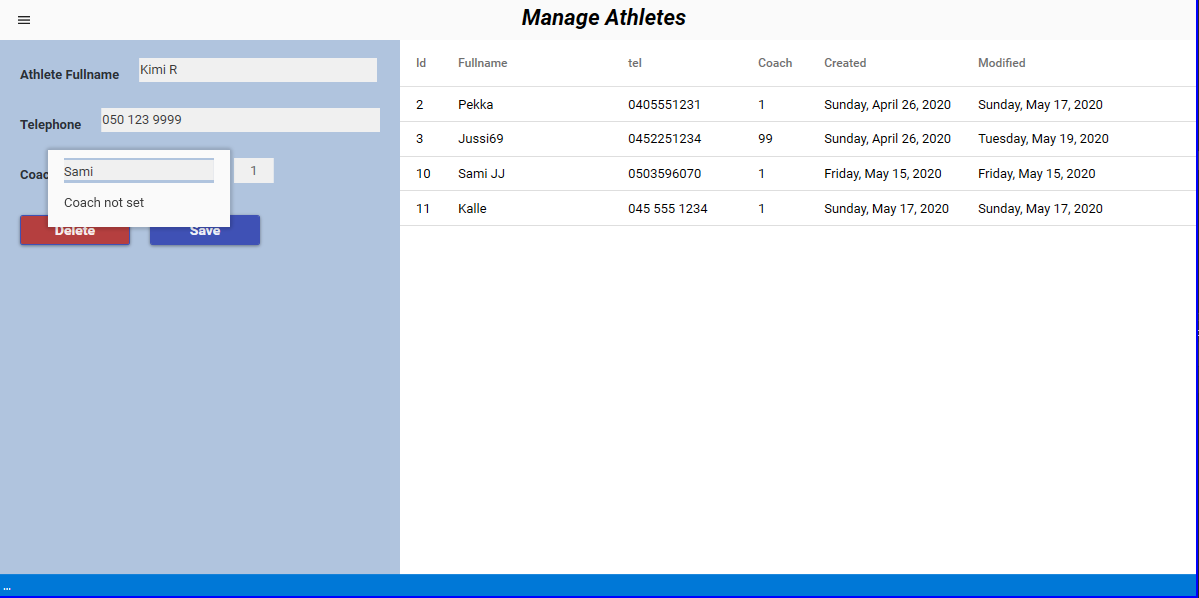 Manage Athletes
Athlete Fullname Kimi R
Telephone 050 123 9999
Coac Sami 1
Coach not set
Delete Save
Id Fullname tel Coach Created Modified
2 Pekka 0405551231 1 Sunday, April 26, 2020 Sunday, May 17, 2020
3 Jussi69 0452251234 99 Sunday, April 26, 2020 Tuesday, May 19, 2020
10 Sami JJ 0503596070 1 Friday, May 15, 2020 Friday, May 15, 2020
11 Kalle 045 555 1234 1 Sunday, May 17, 2020 Sunday, May 17, 2020
...